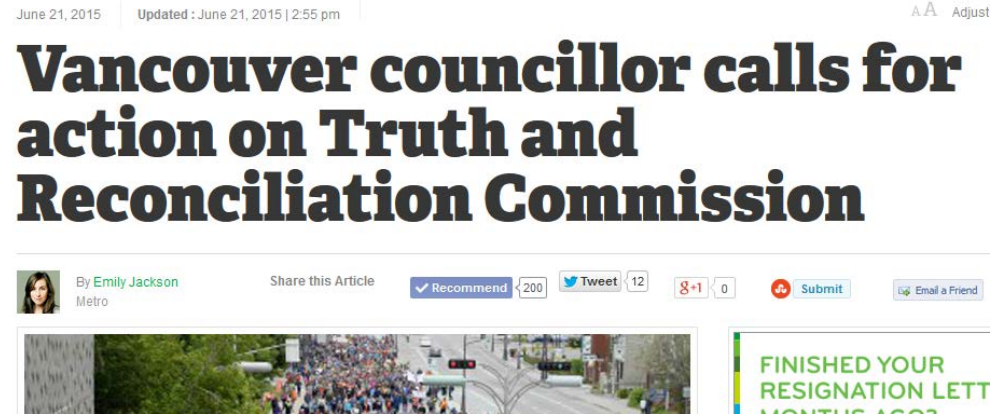 June 21, 2015 Updated : June 21, 2015 | 2:55 pm A A Adjust
Vancouver councillor calls for
action on Truth and
Reconciliation Commission
By Emily Jackson
Metro
Share this Article
Recommend 200 Tweet 12 g+1 0 Submit Email a Friend
FINISHED YOUR
RESIGNATION LETT
MONTHS AGO?